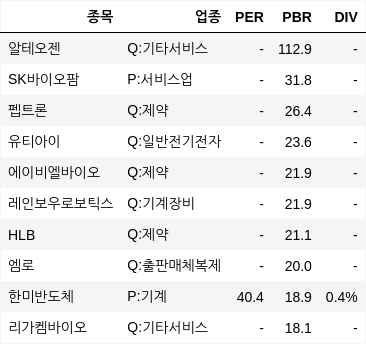 종목 업종 PER PBR DIV
알테오젠 Q:기타서비스 - 112.9 -
SK바이오팜 P:서비스업 - 31.8 -
펩트론 Q:제약 - 26.4 -
유티아이 Q:일반전기전자 - 23.6 -
에이비엘바이오 Q:제약 - 21.9 -
레인보우로보틱스 Q:기계장비 - 21.9 -
HLB Q:제약 - 21.1 -
엠로 Q:출판매체복제 - 20.0 -
한미반도체 P:기계 40.4 18.9 0.4%
리가켐바이오 Q:기타서비스 - 18.1 -